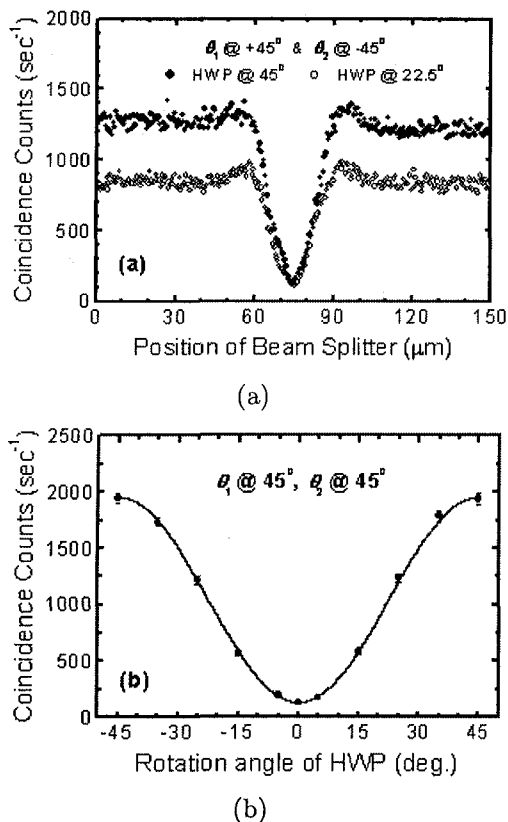 (a)
2000
θ₁ @ +45° & θ₂ @ -45°
HWP @ 45° HWP @ 22.5°
1500
1000
500
0
(a)
0 30 60 90 120 150
Coincidence Counts (sec⁻¹)
Position of Beam Splitter (μm)
(a)
2500
θ₁ @ 45°, θ₂ @ 45°
2000
1500
1000
500
0
(b)
-45 -30 -15 0 15 30 45
Coincidence Counts (sec⁻¹)
Rotation angle of HWP (deg.)
(b)